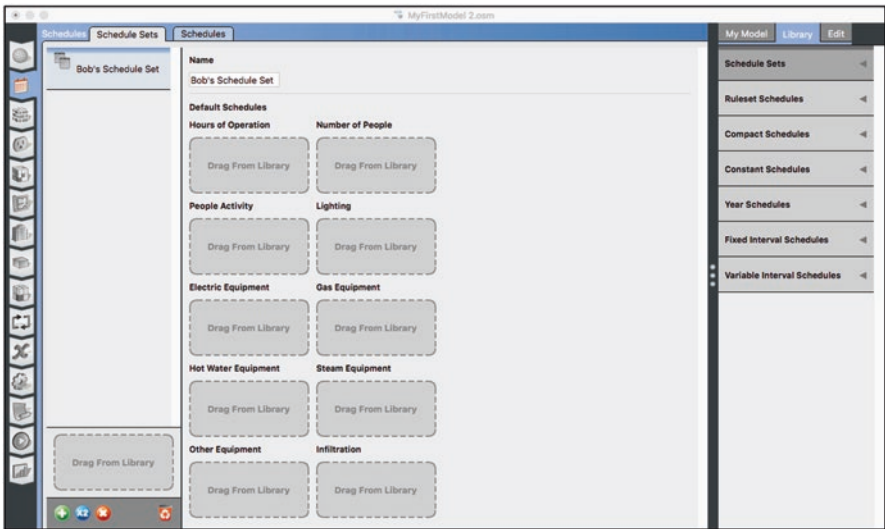 MyFirstModel 2.osm
Schedules Schedule Sets Schedules
My Model Library Edit
Bob's Schedule Set
Name
Bob's Schedule Set
Default Schedules
Hours of Operation Number of People
Drag From Library Drag From Library
People Activity Lighting
Drag From Library Drag From Library
Electric Equipment Gas Equipment
Drag From Library Drag From Library
Hot Water Equipment Steam Equipment
Drag From Library Drag From Library
Other Equipment Infiltration
Drag From Library Drag From Library
Drag From Library
x2
Schedule Sets
Ruleset Schedules
Compact Schedules
Constant Schedules
Year Schedules
Fixed Interval Schedules
Variable Interval Schedules